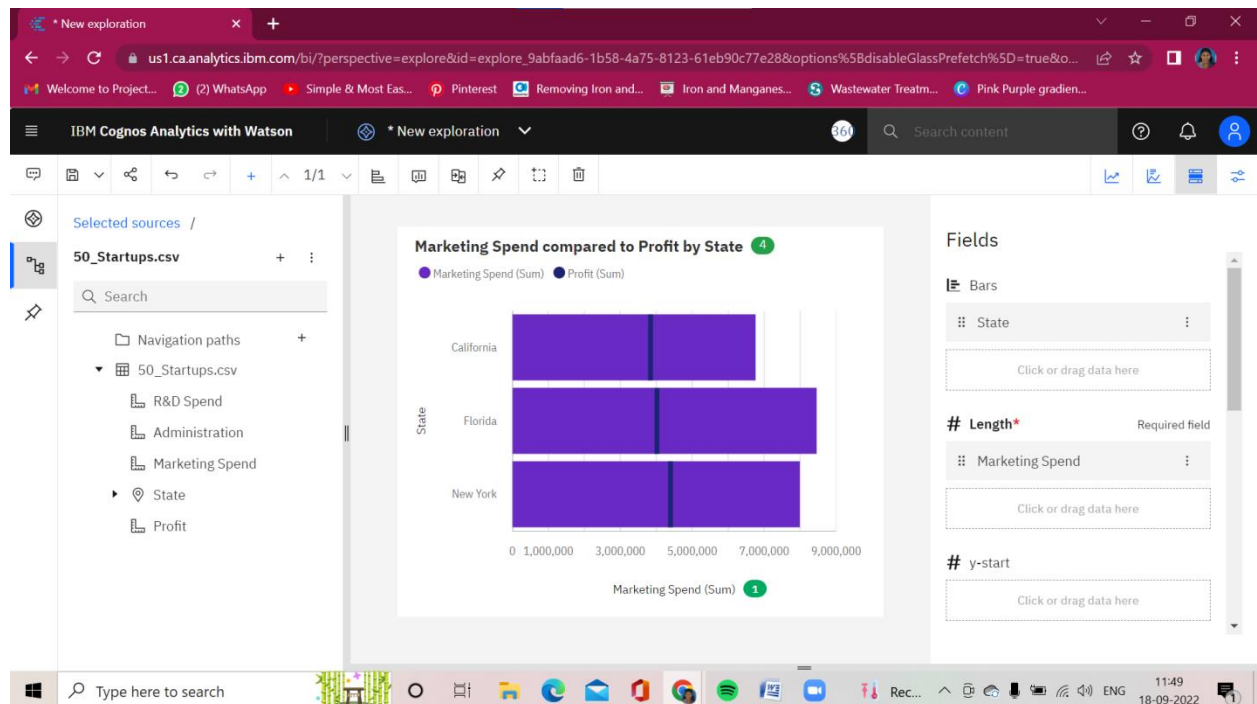 * New exploration
us1.ca.analytics.ibm.com/bi/?perspective=explore&id=explore_9abfaad6-1b58-4a75-8123-61eb90c77e28&options%5BdisableGlassPrefetch%5D=true&o...
Welcome to Project... (2) WhatsApp Simple & Most Eas... Pinterest Removing Iron and... Iron and Manganes... Wastewater Treatm... Pink Purple gradien...
IBM Cognos Analytics with Watson * New exploration 360 Search content
1/1
Selected sources /
50_Startups.csv
Search
Navigation paths
50_Startups.csv
R&D Spend
Administration
Marketing Spend
State
Profit
Marketing Spend compared to Profit by State 4
Marketing Spend (Sum) Profit (Sum)
State
California
Florida
New York
0 1,000,000 3,000,000 5,000,000 7,000,000 9,000,000
Marketing Spend (Sum) 1
Fields
Bars
State
Click or drag data here
# Length* Required field
Marketing Spend
Click or drag data here
# y-start
Click or drag data here
Type here to search
Rec... ENG 11:49
18-09-2022